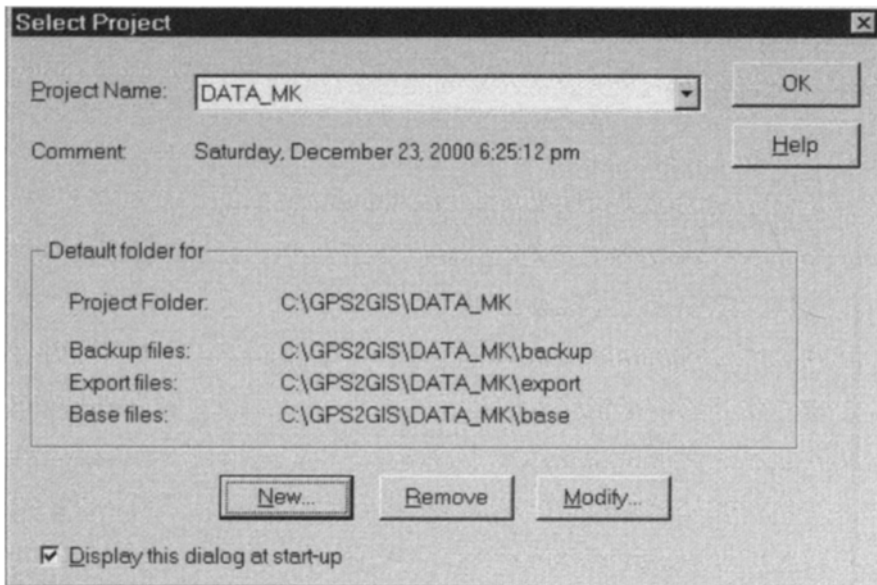 Select Project
Project Name: DATA_MK OK
Comment: Saturday, December 23, 2000 6:25:12 pm Help
Default folder for
Project Folder: C:\GPS2GIS\DATA_MK
Backup files: C:\GPS2GIS\DATA_MK\backup
Export files: C:\GPS2GIS\DATA_MK\export
Base files: C:\GPS2GIS\DATA_MK\base
New... Remove Modify...
Display this dialog at start-up